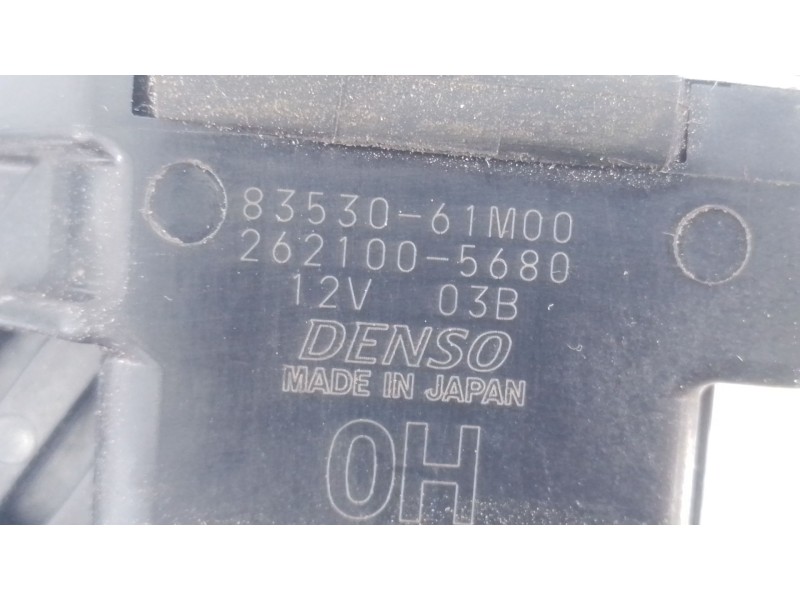 83530-61M00
262100-5680
12V 03B
DENSO
MADE IN JAPAN
0H